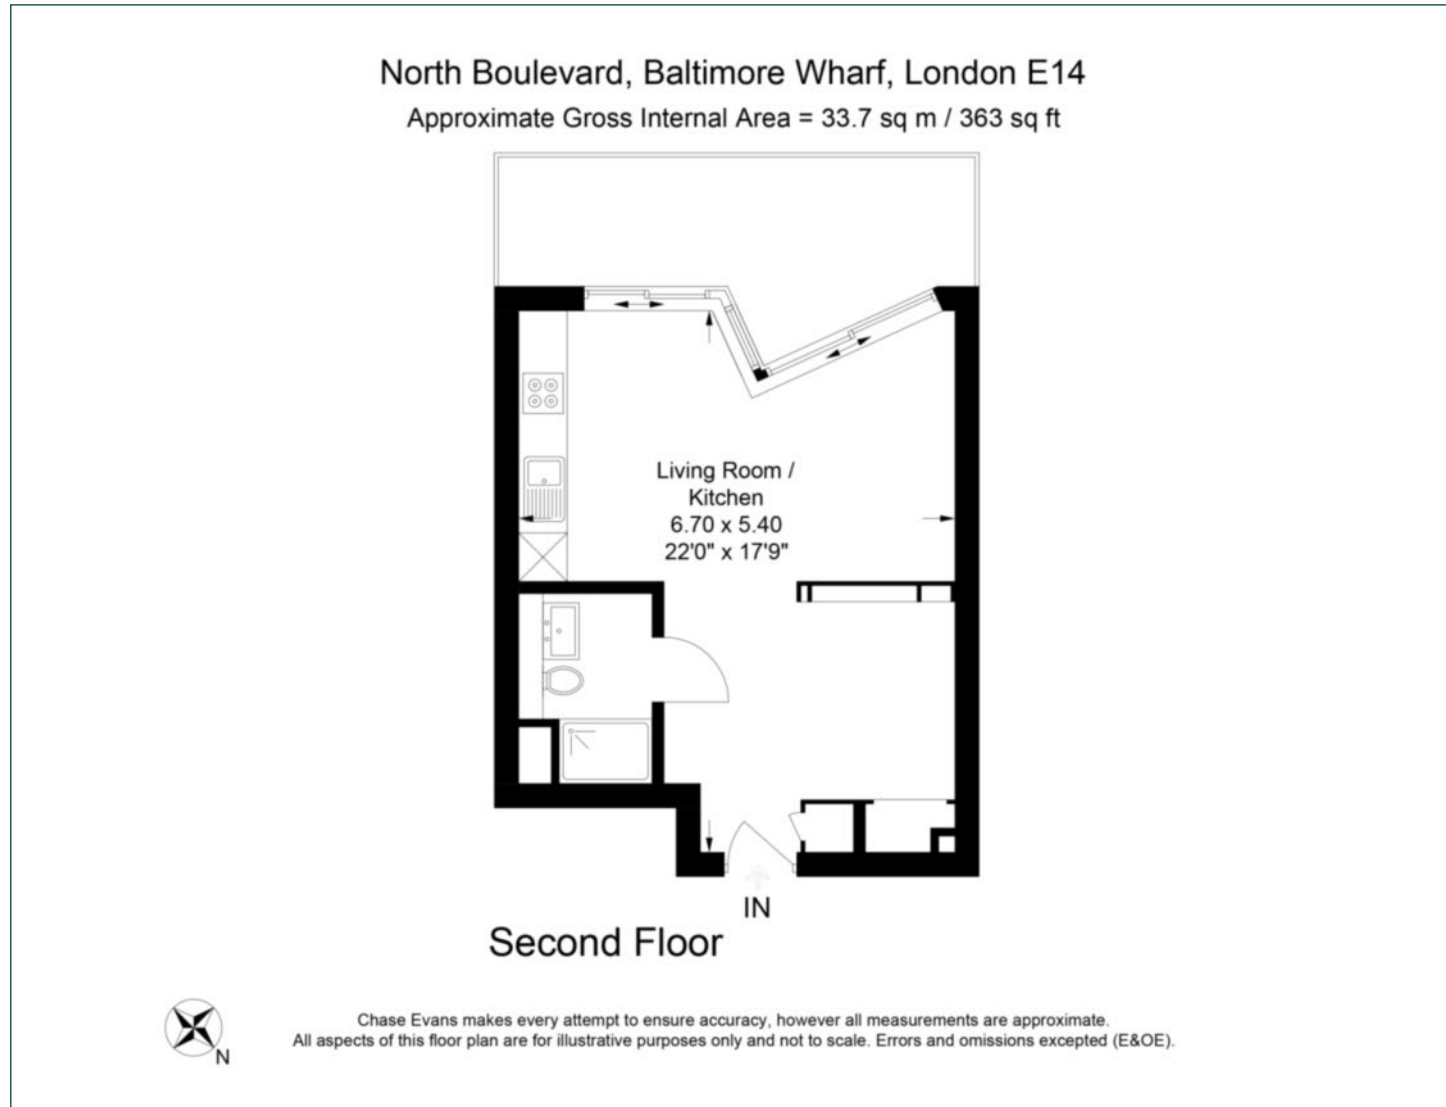 North Boulevard, Baltimore Wharf, London E14
Approximate Gross Internal Area = 33.7 sq m / 363 sq ft
Living Room /
Kitchen
6.70 x 5.40
22'0" x 17'9"
IN
Second Floor
N
Chase Evans makes every attempt to ensure accuracy, however all measurements are approximate.
All aspects of this floor plan are for illustrative purposes only and not to scale. Errors and omissions excepted (E&OE).